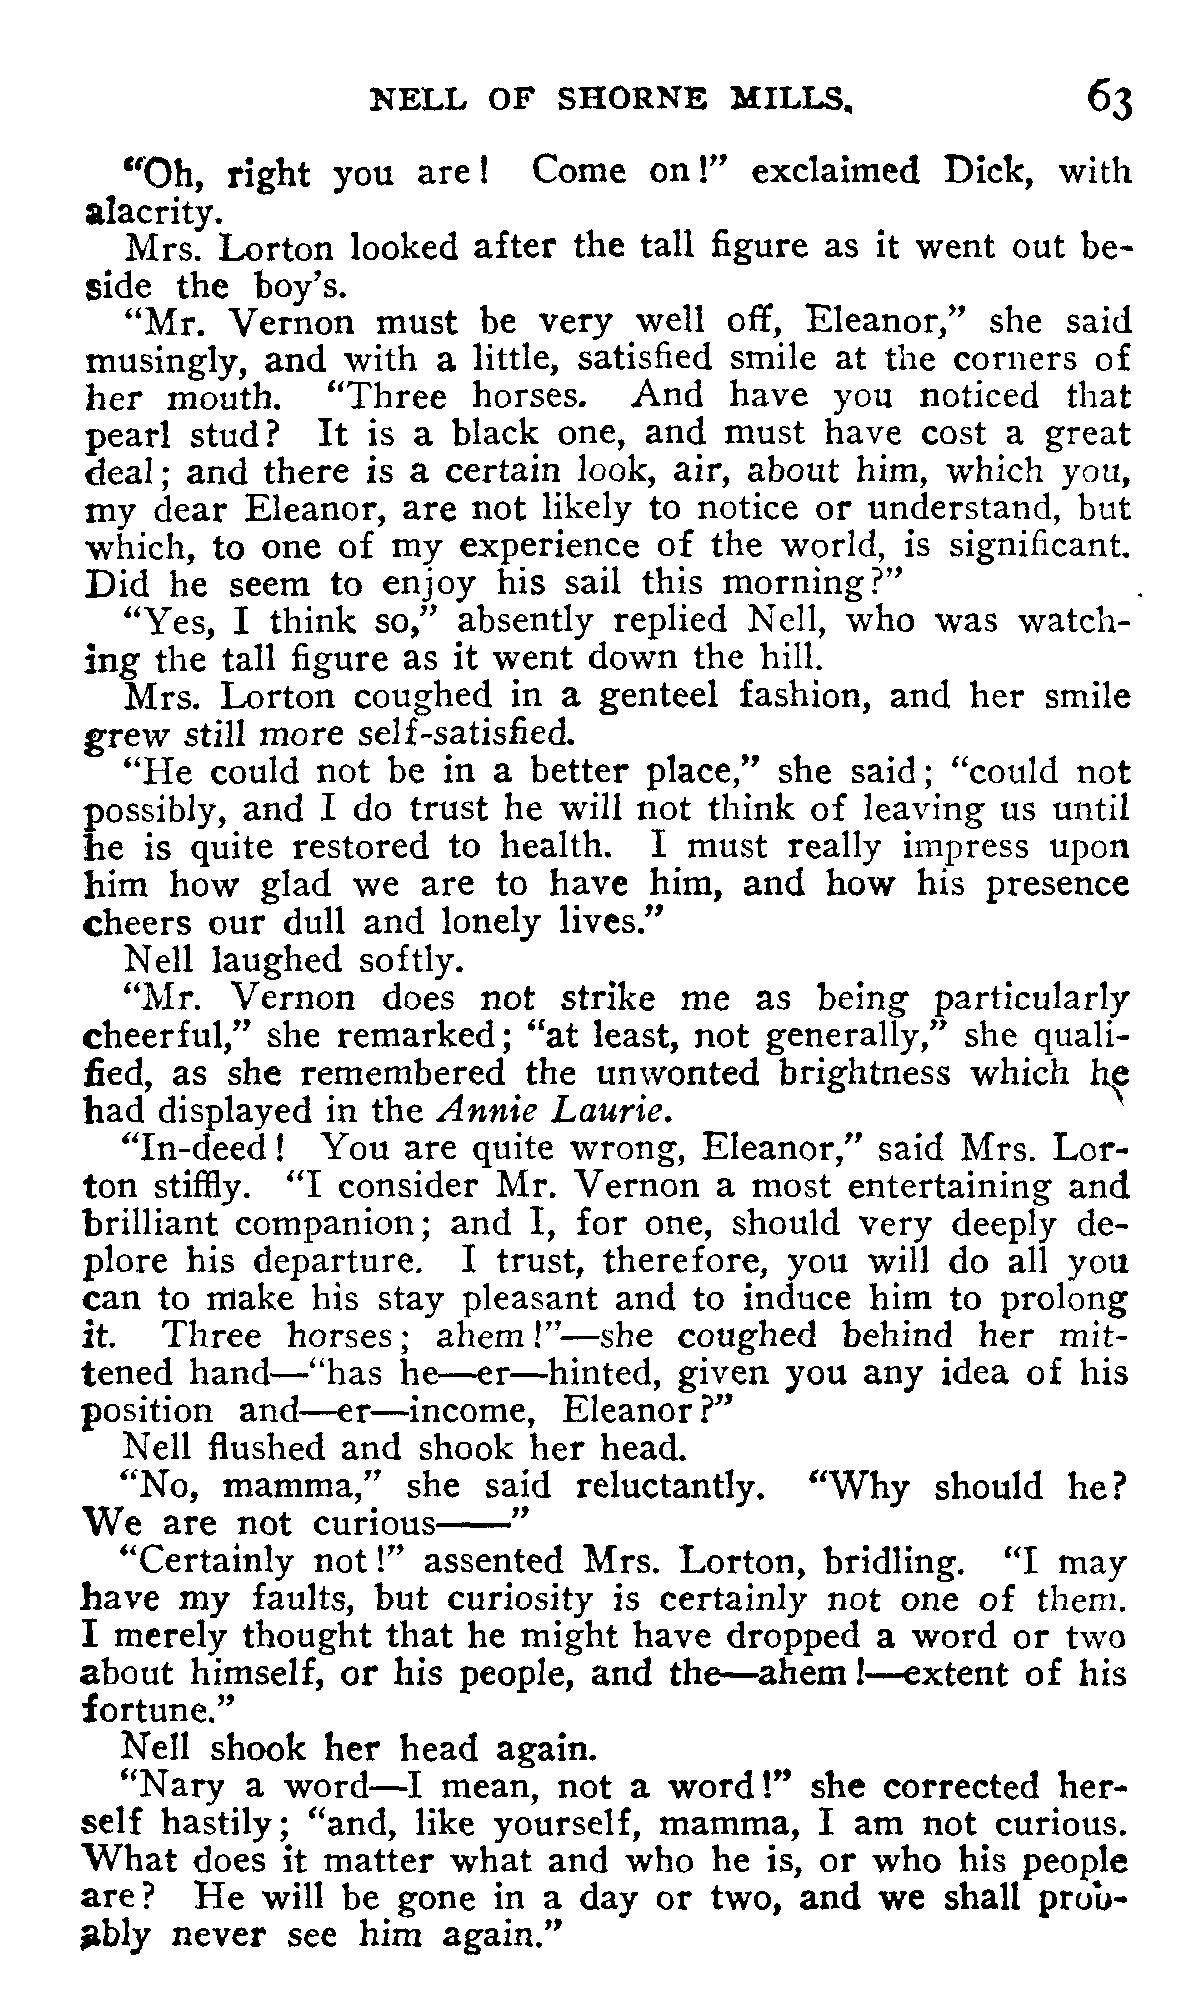 NELL OF SHORNE MILLS. 63
“Oh, right you are! Come on!” exclaimed Dick, with
alacrity.
Mrs. Lorton looked after the tall figure as it went out be-
side the boy’s.
“Mr. Vernon must be very well off, Eleanor,” she said
musingly, and with a little, satisfied smile at the corners of
her mouth. “Three horses. And have you noticed that
pearl stud? It is a black one, and must have cost a great
deal; and there is a certain look, air, about him, which you,
my dear Eleanor, are not likely to notice or understand, but
which, to one of my experience of the world, is significant.
Did he seem to enjoy his sail this morning?”
“Yes, I think so,” absently replied Nell, who was watch-
ing the tall figure as it went down the hill.
Mrs. Lorton coughed in a genteel fashion, and her smile
grew still more self-satisfied.
“He could not be in a better place,” she said; “could not
possibly, and I do trust he will not think of leaving us until
he is quite restored to health. I must really impress upon
him how glad we are to have him, and how his presence
cheers our dull and lonely lives.”
Nell laughed softly.
“Mr. Vernon does not strike me as being particularly
cheerful,” she remarked; “at least, not generally,” she quali-
fied, as she remembered the unwonted brightness which he
had displayed in the Annie Laurie.
“In-deed! You are quite wrong, Eleanor,” said Mrs. Lor-
ton stiffly. “I consider Mr. Vernon a most entertaining and
brilliant companion; and I, for one, should very deeply de-
plore his departure. I trust, therefore, you will do all you
can to make his stay pleasant and to induce him to prolong
it. Three horses; ahem!”—she coughed behind her mit-
tened hand—“has he—er—hinted, given you any idea of his
position and—er—income, Eleanor?”
Nell flushed and shook her head.
“No, mamma,” she said reluctantly. “Why should he?
We are not curious——”
“Certainly not!” assented Mrs. Lorton, bridling. “I may
have my faults, but curiosity is certainly not one of them.
I merely thought that he might have dropped a word or two
about himself, or his people, and the—ahem!—extent of his
fortune.”
Nell shook her head again.
“Nary a word—I mean, not a word!” she corrected her-
self hastily; “and, like yourself, mamma, I am not curious.
What does it matter what and who he is, or who his people
are? He will be gone in a day or two, and we shall prob-
ably never see him again.”